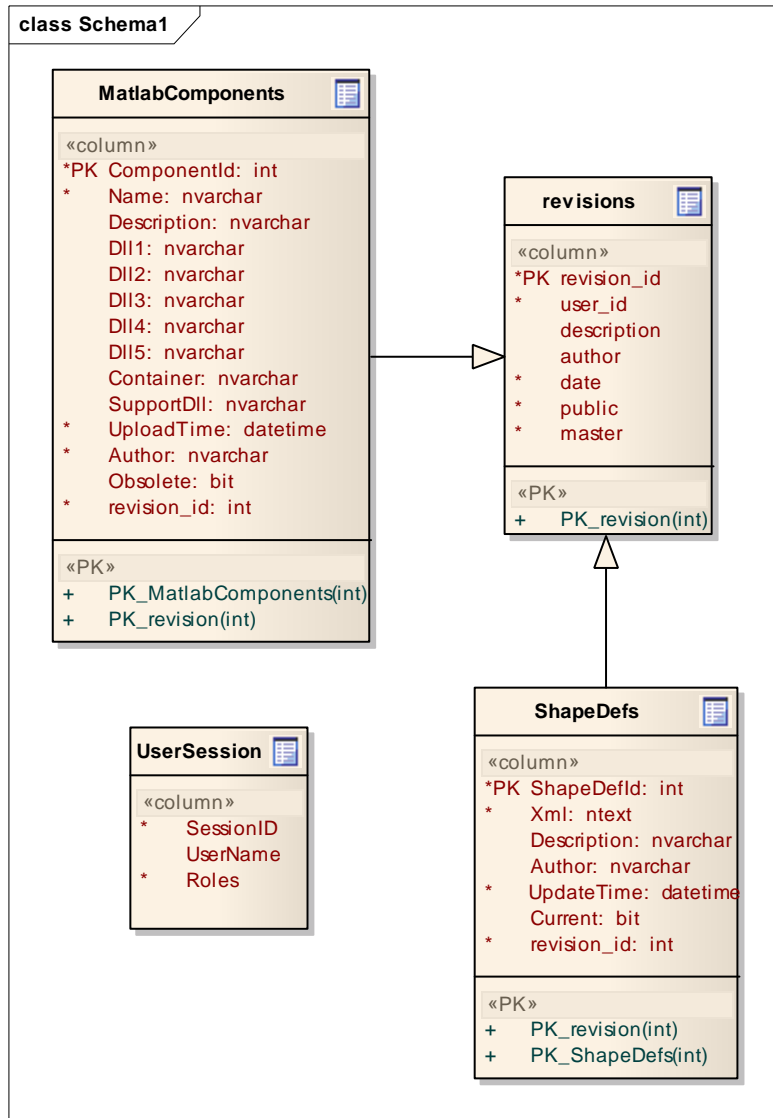 class Schema1
MatlabComponents
«column»
*PK ComponentId: int
* Name: nvarchar
Description: nvarchar
Dll1: nvarchar
Dll2: nvarchar
Dll3: nvarchar
Dll4: nvarchar
Dll5: nvarchar
Container: nvarchar
SupportDll: nvarchar
* UploadTime: datetime
* Author: nvarchar
Obsolete: bit
* revision_id: int
«PK»
+ PK_MatlabComponents(int)
+ PK_revision(int)
revisions
«column»
*PK revision_id
* user_id
description
author
* date
* public
* master
«PK»
+ PK_revision(int)
UserSession
«column»
* SessionID
UserName
* Roles
ShapeDefs
«column»
*PK ShapeDefId: int
* Xml: ntext
Description: nvarchar
Author: nvarchar
* UpdateTime: datetime
Current: bit
* revision_id: int
«PK»
+ PK_revision(int)
+ PK_ShapeDefs(int)